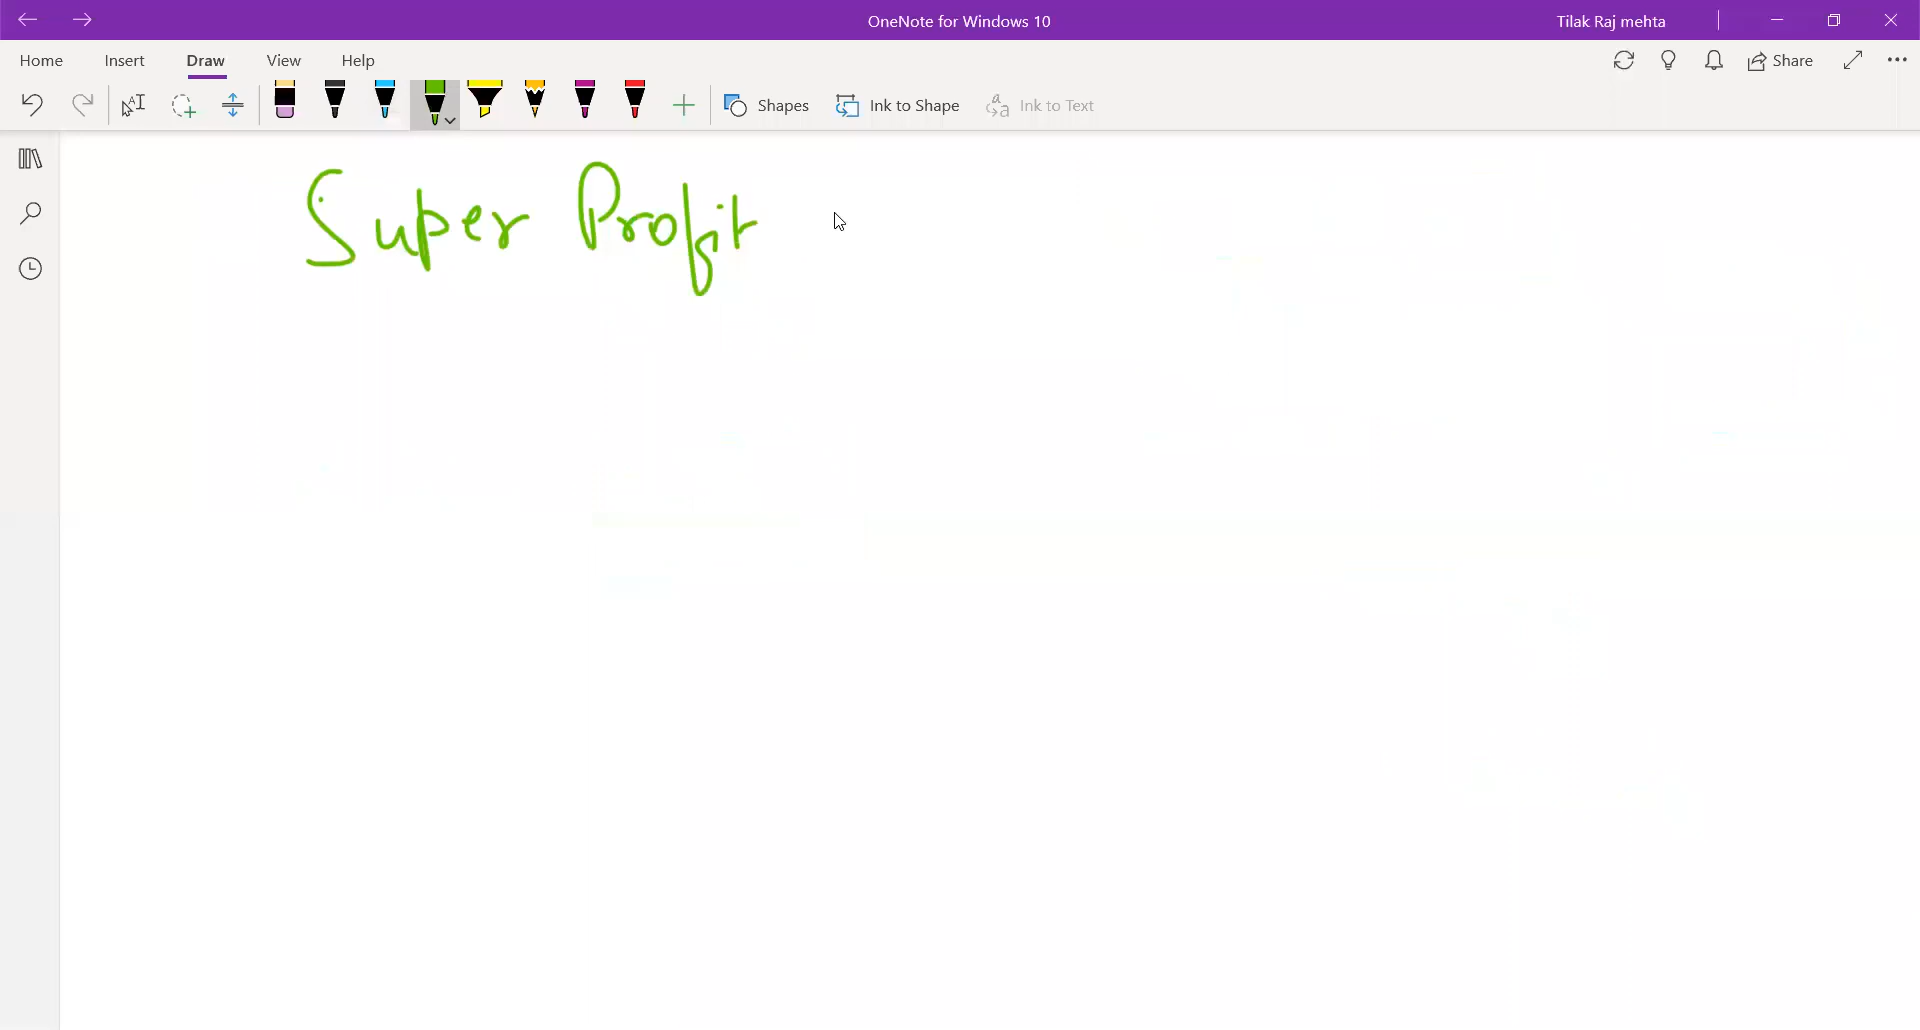 OneNote for Windows 10 Tilak Raj mehta
Home Insert Draw View Help Share
Shapes Ink to Shape Ink to Text
Super Profit